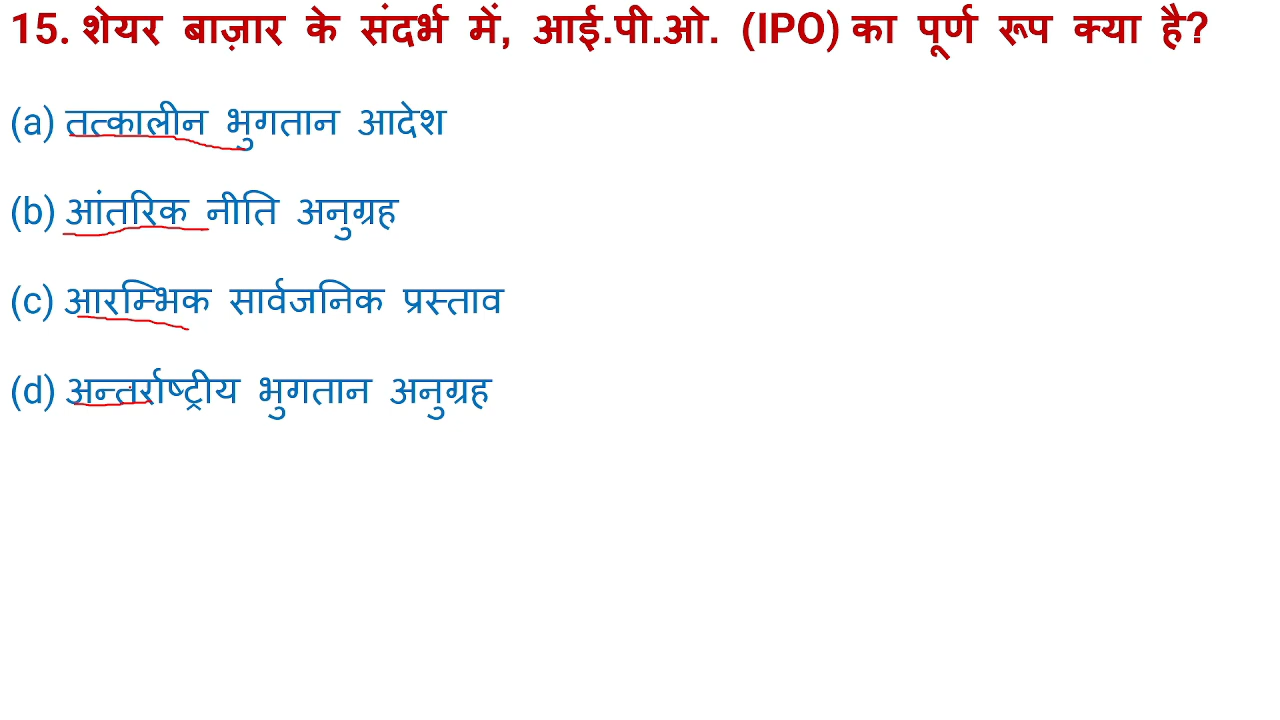 15. शेयर बाज़ार के संदर्भ में, आई.पी.ओ. (IPO) का पूर्ण रूप क्या है?
(a) तत्कालीन भुगतान आदेश
(b) आंतरिक नीति अनुग्रह
(c) आरम्भिक सार्वजनिक प्रस्ताव
(d) अन्तर्राष्ट्रीय भुगतान अनुग्रह